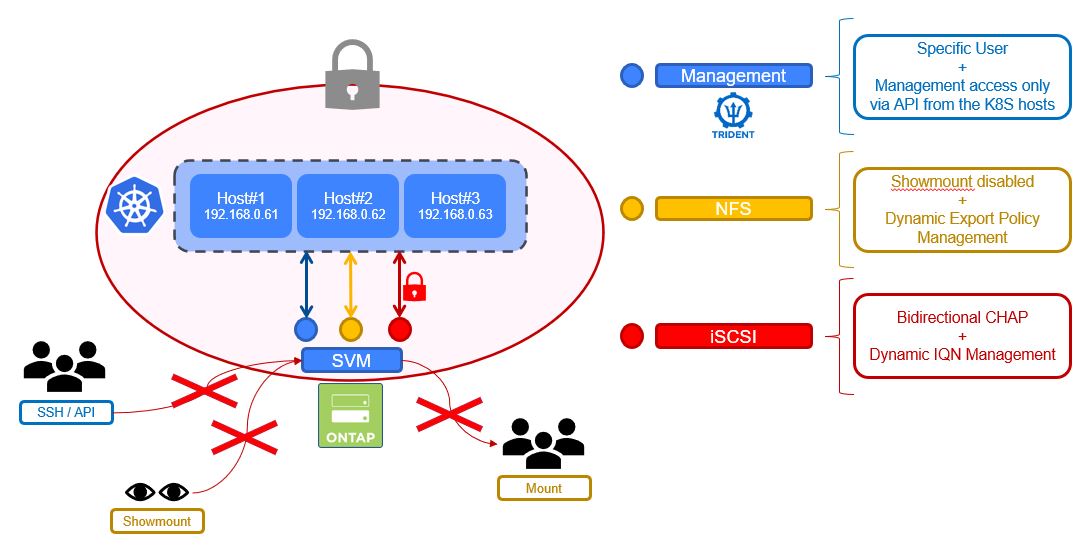 Host#1
192.168.0.61
Host#2
192.168.0.62
Host#3
192.168.0.63
SVM
ONTAP
SSH / API
Showmount
Mount
Management
TRIDENT
Specific User
+
Management access only
via API from the K8S hosts
NFS
Showmount disabled
+
Dynamic Export Policy
Management
iSCSI
Bidirectional CHAP
+
Dynamic IQN Management